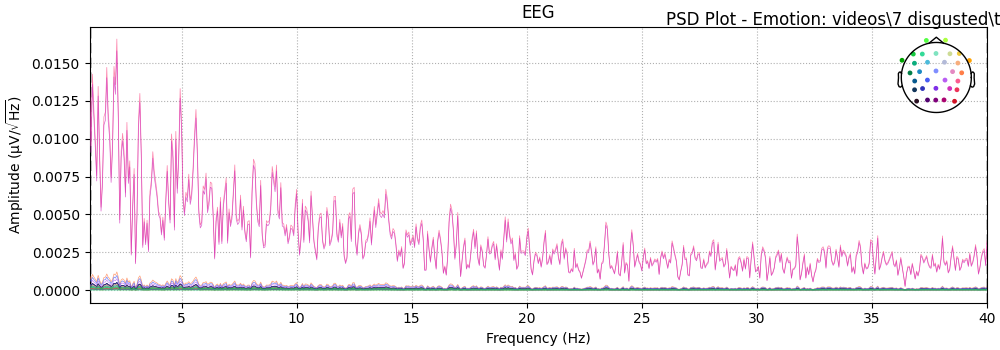 EEG
PSD Plot - Emotion: videos\7 disgusted\t
Amplitude (µV/√Hz)
0.0150
0.0125
0.0100
0.0075
0.0050
0.0025
0.0000
5 10 15 20 25 30 35 40
Frequency (Hz)